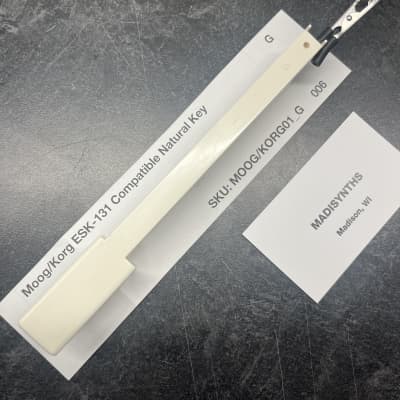 G
Moog/Korg ESK-131 Compatible Natural Key
SKU: MOOG/KORG01_G
006
MADISYNTHS
Madison, WI